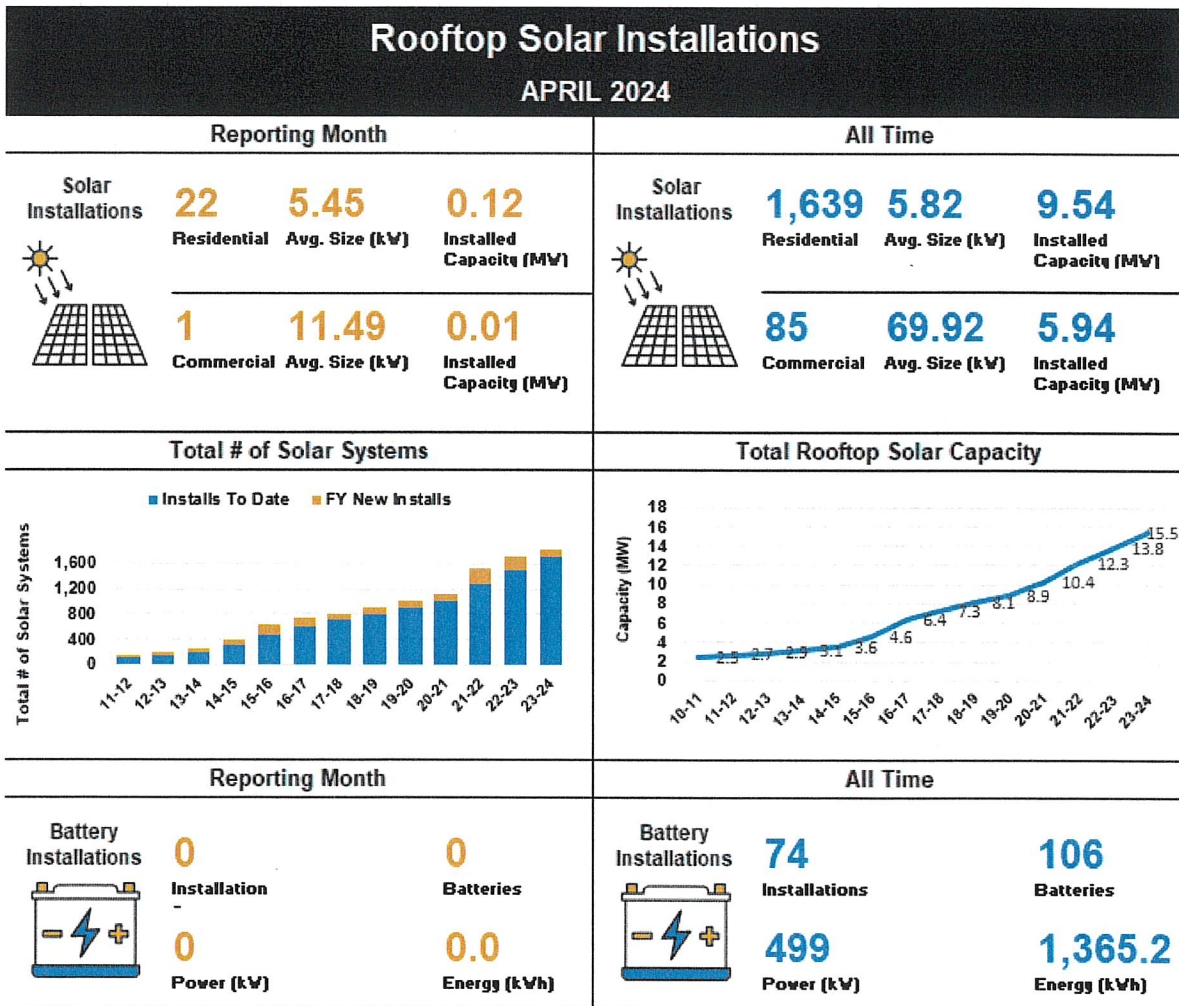 Rooftop Solar Installations
APRIL 2024
Reporting Month
Solar
Installations
22 5.45 0.12
Residential Avg. Size (kW) Installed
Capacity (MW)
1 11.49 0.01
Commercial Avg. Size (kW) Installed
Capacity (MW)
All Time
Solar
Installations
1,639 5.82 9.54
Residential Avg. Size (kW) Installed
Capacity (MW)
85 69.92 5.94
Commercial Avg. Size (kW) Installed
Capacity (MW)
Total # of Solar Systems
Installs To Date FY New Installs
Total # of Solar Systems
1,600
1,200
800
400
0
11-12 12-13 13-14 14-15 15-16 16-17 17-18 18-19 19-20 20-21 21-22 22-23 23-24
Total Rooftop Solar Capacity
Capacity (MW)
18
16
14
12
10
8
6
4
2
0
2.5 2.7 2.9 3.1 3.6 4.6 6.4 7.3 8.1 8.9 10.4 12.3 13.8 15.5
10-11 11-12 12-13 13-14 14-15 15-16 16-17 17-18 18-19 19-20 20-21 21-22 22-23 23-24
Reporting Month
Battery
Installations
0 0
Installation Batteries
0 0.0
Power (kW) Energy (kWh)
All Time
Battery
Installations
74 106
Installations Batteries
499 1,365.2
Power (kW) Energy (kWh)